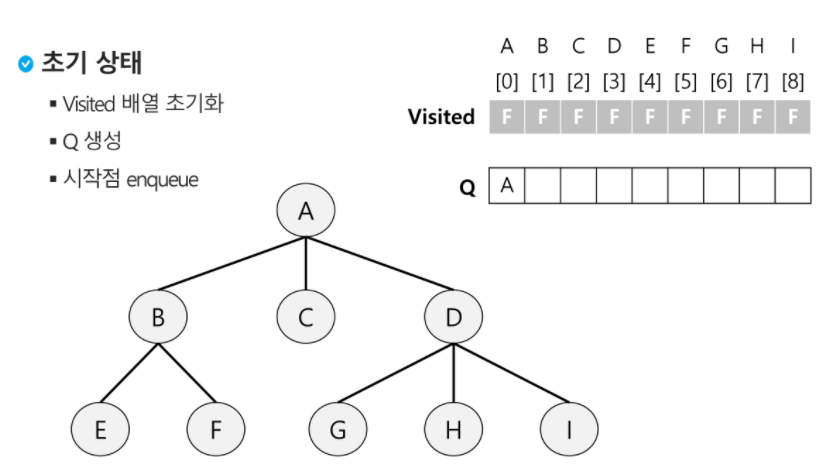 초기 상태
▪ Visited 배열 초기화
▪ Q 생성
▪ 시작점 enqueue
A B C D E F G H I
[0] [1] [2] [3] [4] [5] [6] [7] [8]
Visited F F F F F F F F F
Q A
A
B C D
E F G H I